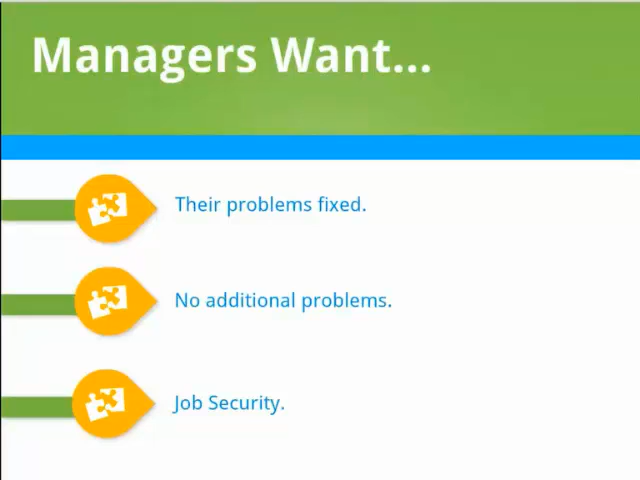 Managers Want...
Their problems fixed.
No additional problems.
Job Security.